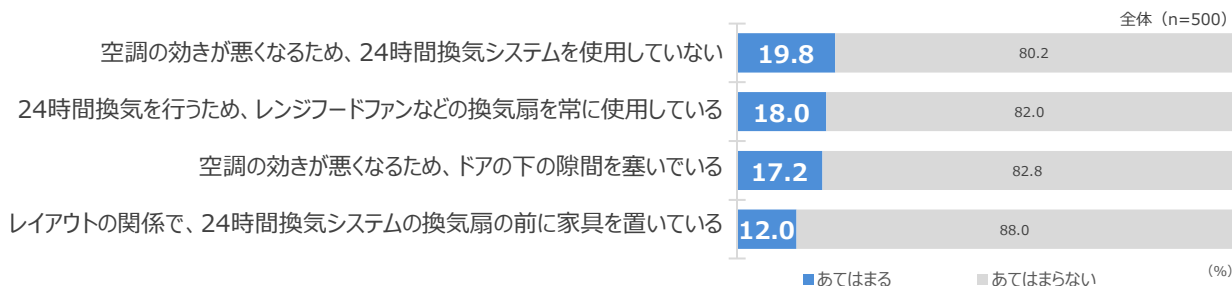 全体（n=500）
空調の効きが悪くなるため、24時間換気システムを使用していない 19.8 80.2
24時間換気を行うため、レンジフードファンなどの換気扇を常に使用している 18.0 82.0
空調の効きが悪くなるため、ドアの下の隙間を塞いでいる 17.2 82.8
レイアウトの関係で、24時間換気システムの換気扇の前に家具を置いている 12.0 88.0
あてはまる あてはまらない (%)